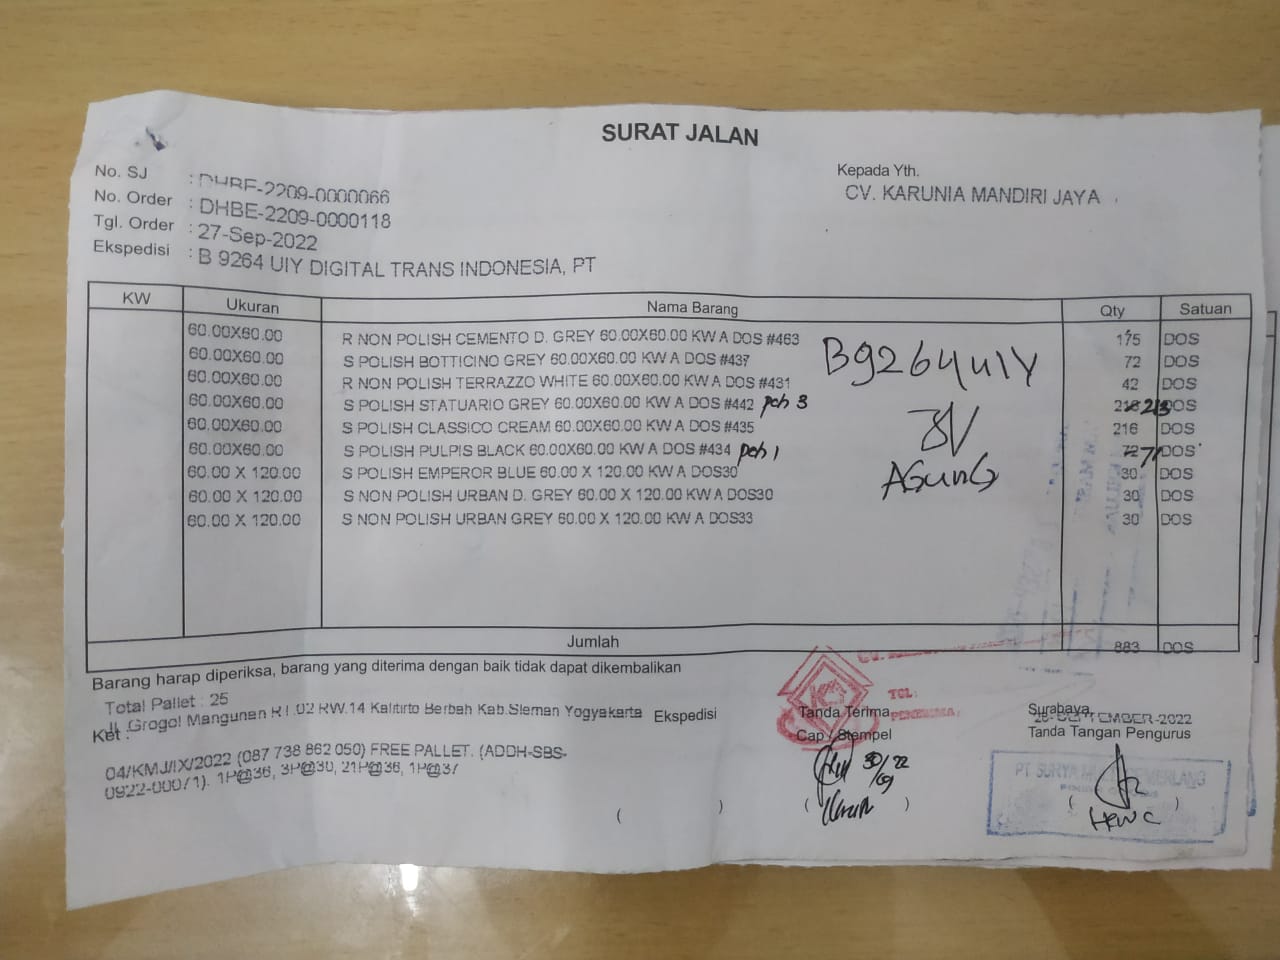 SURAT JALAN
No. SJ : DHBE-2209-0000066
No. Order : DHBE-2209-0000118
Tgl. Order : 27-Sep-2022
Ekspedisi : B 9264 UIY DIGITAL TRANS INDONESIA, PT
Kepada Yth.
CV. KARUNIA MANDIRI JAYA
KW Ukuran Nama Barang Qty Satuan
60.00X60.00 R NON POLISH CEMENTO D. GREY 60.00X60.00 KW A DOS #463 175 DOS
60.00X60.00 S POLISH BOTTICINO GREY 60.00X60.00 KW A DOS #437 72 DOS
60.00X60.00 R NON POLISH TERRAZZO WHITE 60.00X60.00 KW A DOS #431 42 DOS
60.00X60.00 S POLISH STATUARIO GREY 60.00X60.00 KW A DOS #442 pch 3 216 213 DOS
60.00X60.00 S POLISH CLASSICO CREAM 60.00X60.00 KW A DOS #435 216 DOS
60.00X60.00 S POLISH PULPIS BLACK 60.00X60.00 KW A DOS #434 pch 1 72 71 DOS
60.00 X 120.00 S POLISH EMPEROR BLUE 60.00 X 120.00 KW A DOS30 30 DOS
60.00 X 120.00 S NON POLISH URBAN D. GREY 60.00 X 120.00 KW A DOS30 30 DOS
60.00 X 120.00 S NON POLISH URBAN GREY 60.00 X 120.00 KW A DOS33 30 DOS
B9264UIY
AGUNG
Jumlah 883 DOS
Barang harap diperiksa, barang yang diterima dengan baik tidak dapat dikembalikan
Total Pallet : 25
Ket : Jl. Grogol Mangunan RT.02 RW.14 Kalitirto Berbah Kab.Sleman Yogyakarta
04/KMJ/IX/2022 (087 738 862 050) FREE PALLET. (ADDH-SBS-
0922-00071). 1P@36, 3P@30, 21P@36, 1P@37
Ekspedisi
( )
TGL:
PENERIMA:
Tanda Terima
Cap / Stempel
30/09 22
( )
Surabaya,
28-SEPTEMBER-2022
Tanda Tangan Pengurus
PT. SURYA MULTI CEMERLANG
( )